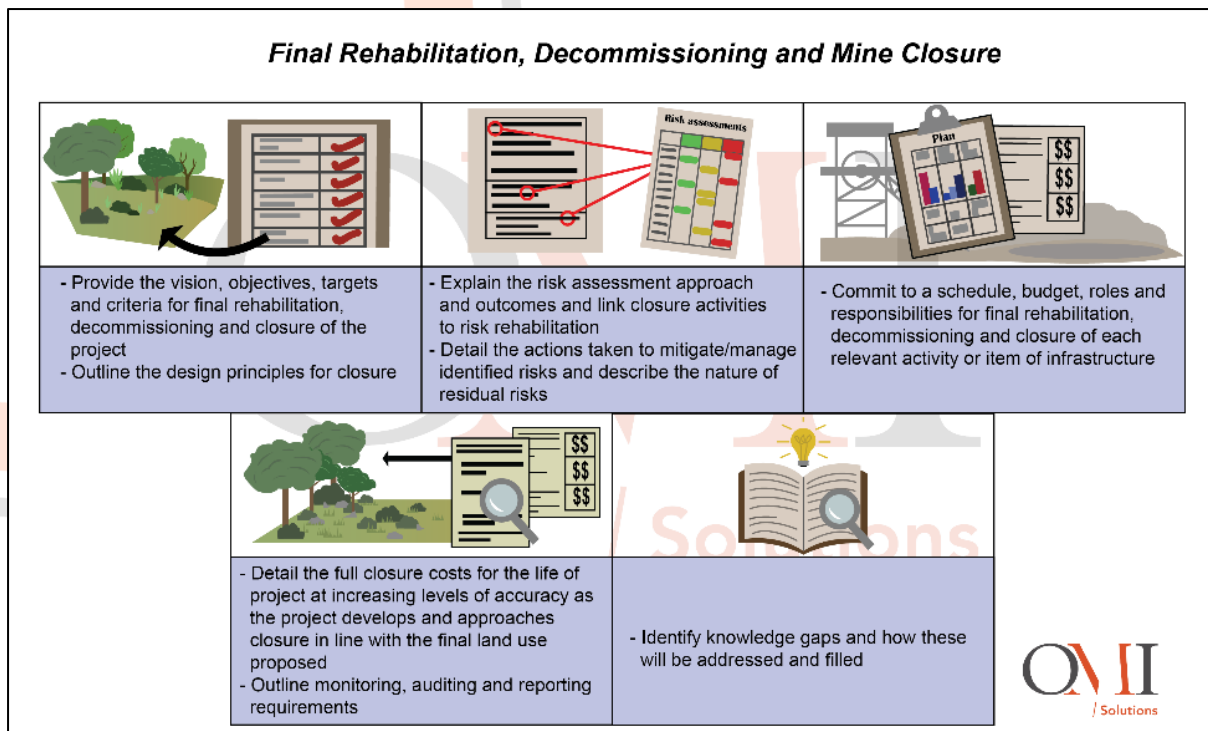 Final Rehabilitation, Decommissioning and Mine Closure
Risk assessments
Plan
$$
$$
$$
- Provide the vision, objectives, targets
and criteria for final rehabilitation,
decommissioning and closure of the
project
- Outline the design principles for closure
- Explain the risk assessment approach
and outcomes and link closure activities
to risk rehabilitation
- Detail the actions taken to mitigate/manage
identified risks and describe the nature of
residual risks
- Commit to a schedule, budget, roles and
responsibilities for final rehabilitation,
decommissioning and closure of each
relevant activity or item of infrastructure
$$
$$
$$
- Detail the full closure costs for the life of
project at increasing levels of accuracy as
the project develops and approaches
closure in line with the final land use
proposed
- Outline monitoring, auditing and reporting
requirements
- Identify knowledge gaps and how these
will be addressed and filled
OMI
/ Solutions
OMI
/ Solutions